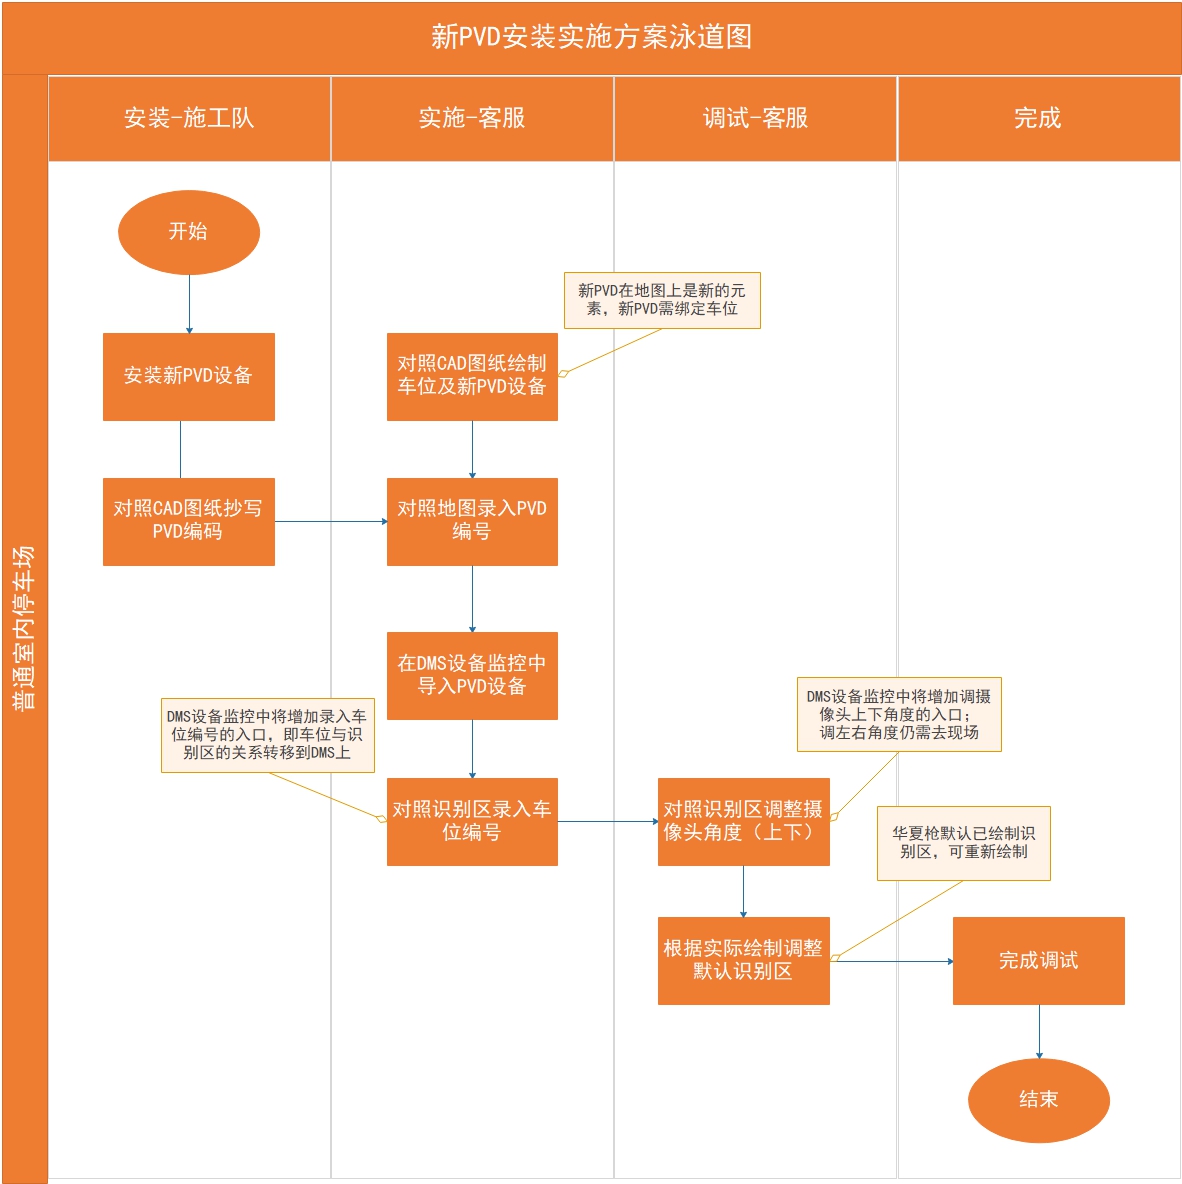 新PVD安装实施方案泳道图
安装-施工队
实施-客服
调试-客服
完成
普通室内停车场
开始
新PVD在地图上是新的元
素，新PVD需绑定车位
安装新PVD设备
对照CAD图纸绘制
车位及新PVD设备
对照CAD图纸抄写
PVD编码
对照地图录入PVD
编号
在DMS设备监控中
导入PVD设备
DMS设备监控中将增加录入车
位编号的入口，即车位与识
别区的关系转移到DMS上
DMS设备监控中将增加调摄
像头上下角度的入口；
调左右角度仍需去现场
对照识别区录入车
位编号
对照识别区调整摄
像头角度（上下）
华夏枪默认已绘制识
别区，可重新绘制
根据实际绘制调整
默认识别区
完成调试
结束